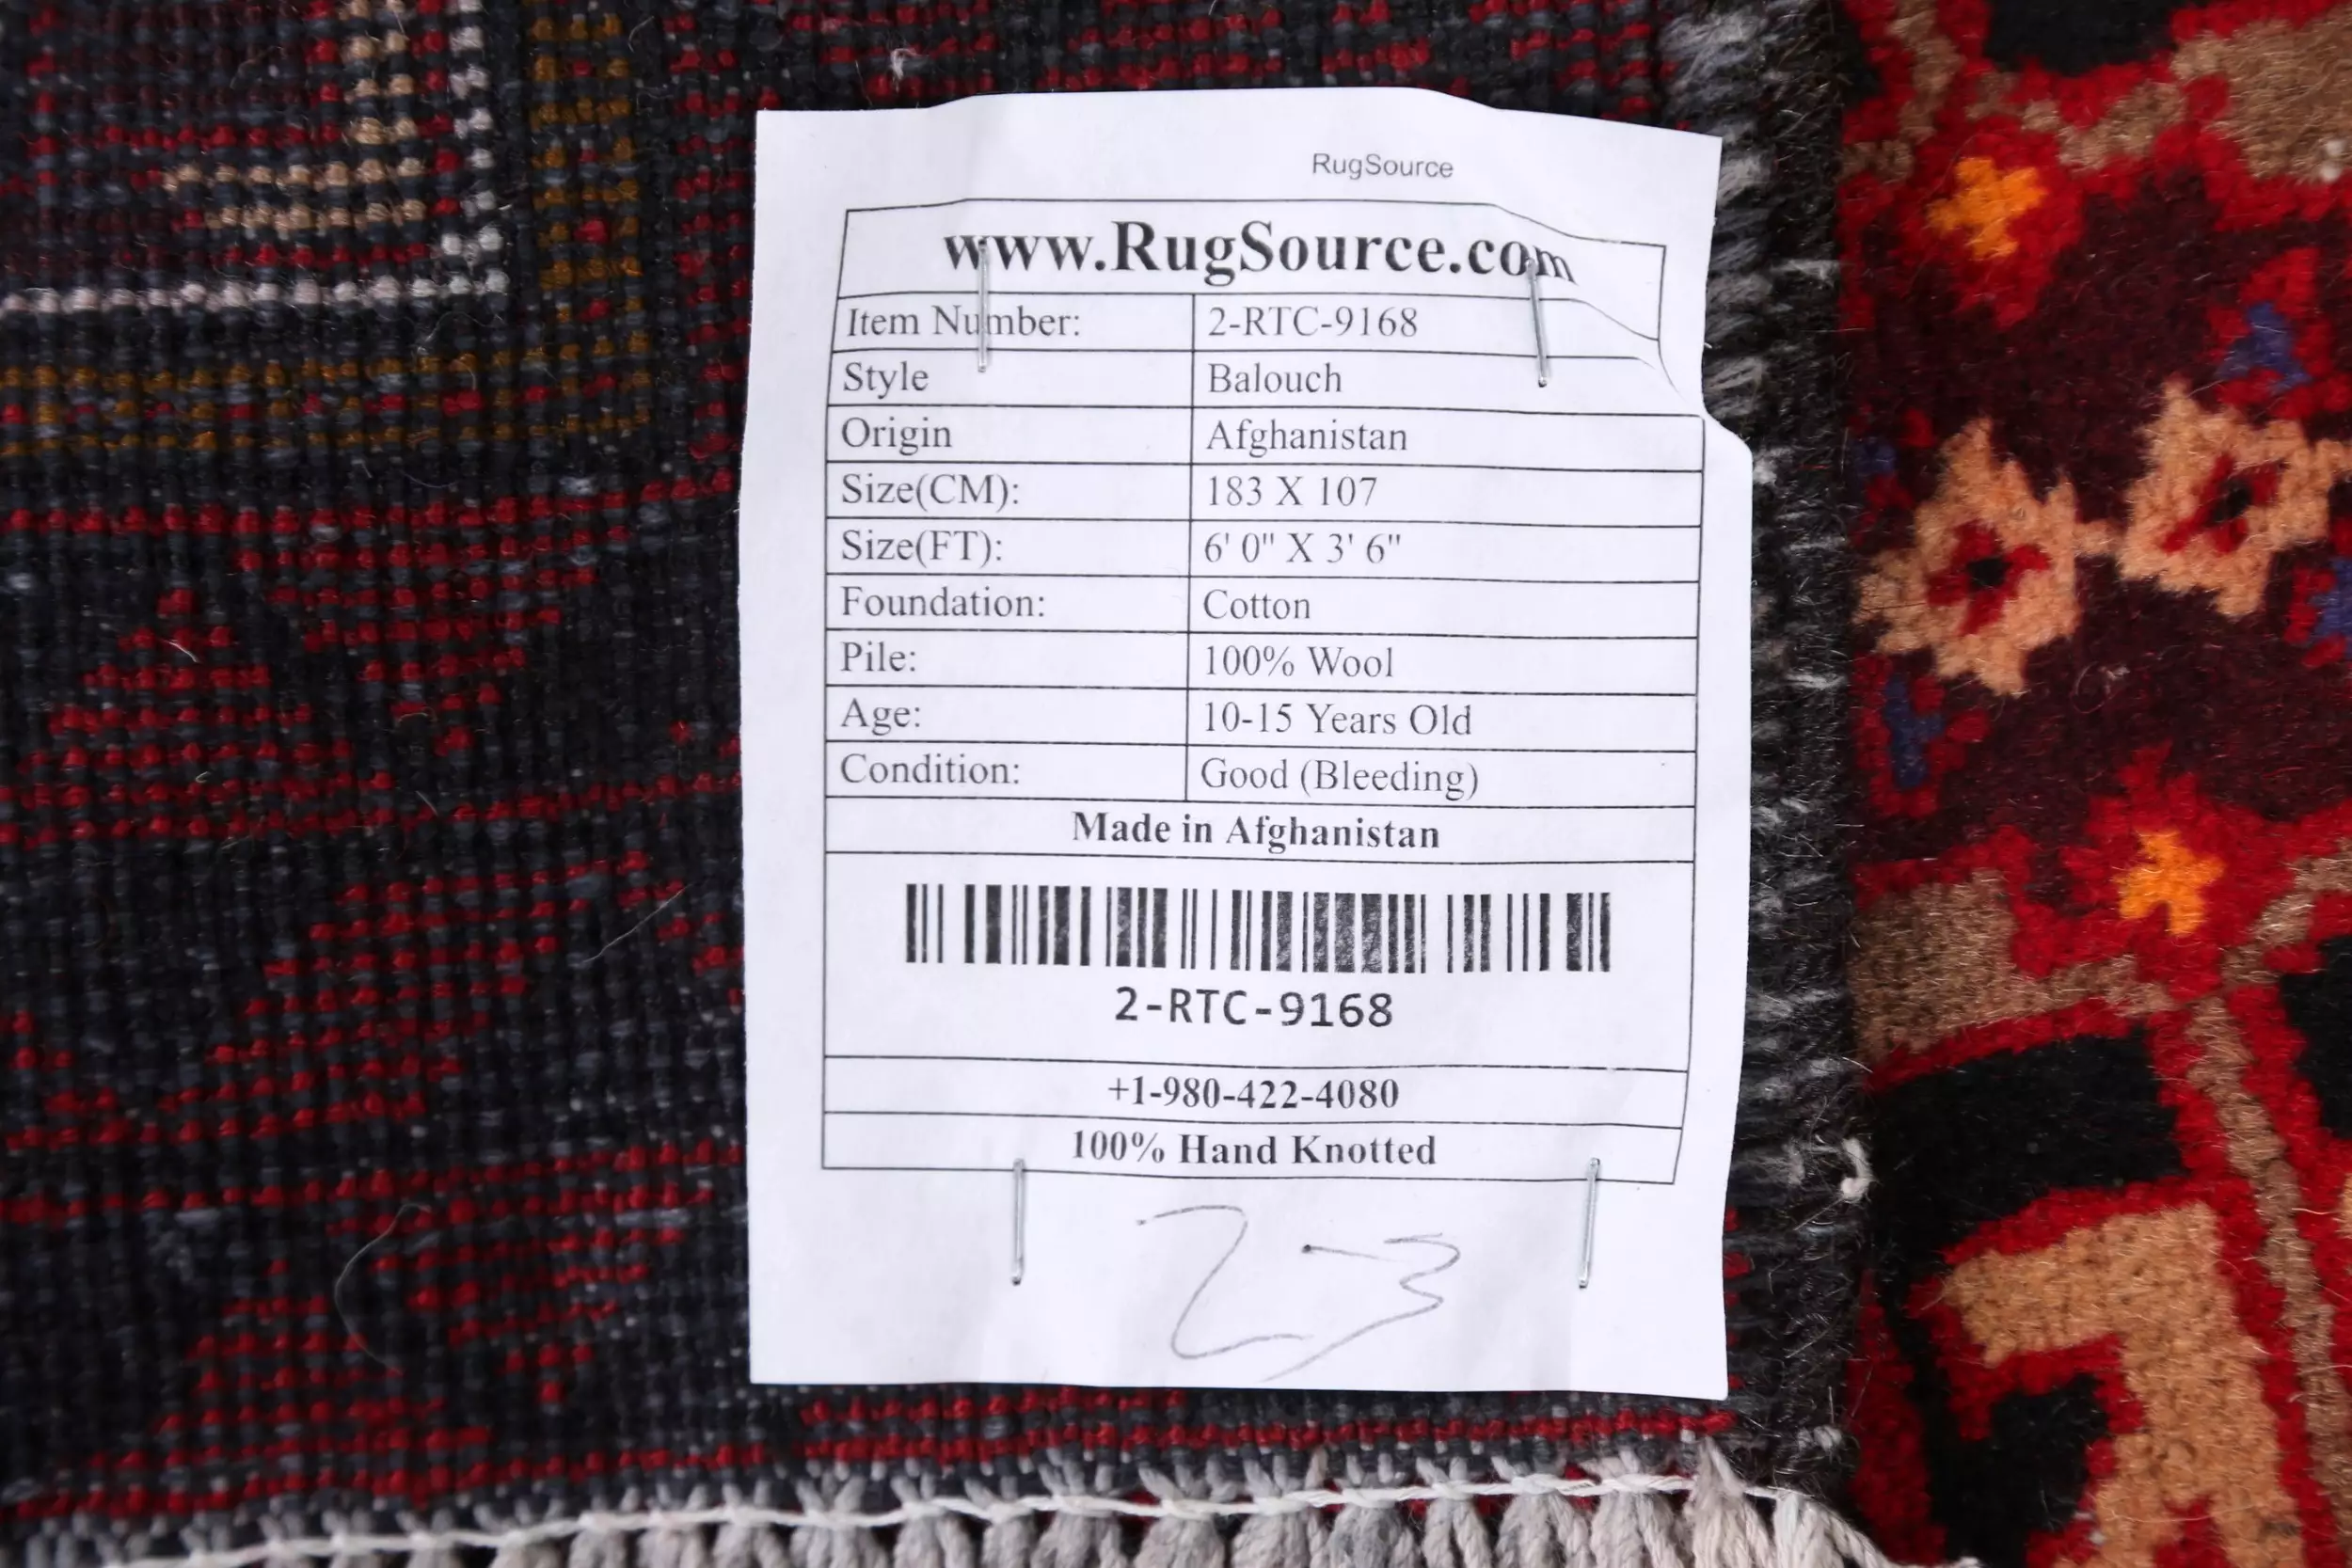 RugSource
www.RugSource.com
Item Number: 2-RTC-9168
Style Balouch
Origin Afghanistan
Size(CM): 183 X 107
Size(FT): 6' 0" X 3' 6"
Foundation: Cotton
Pile: 100% Wool
Age: 10-15 Years Old
Condition: Good (Bleeding)
Made in Afghanistan
2-RTC-9168
+1-980-422-4080
100% Hand Knotted
23